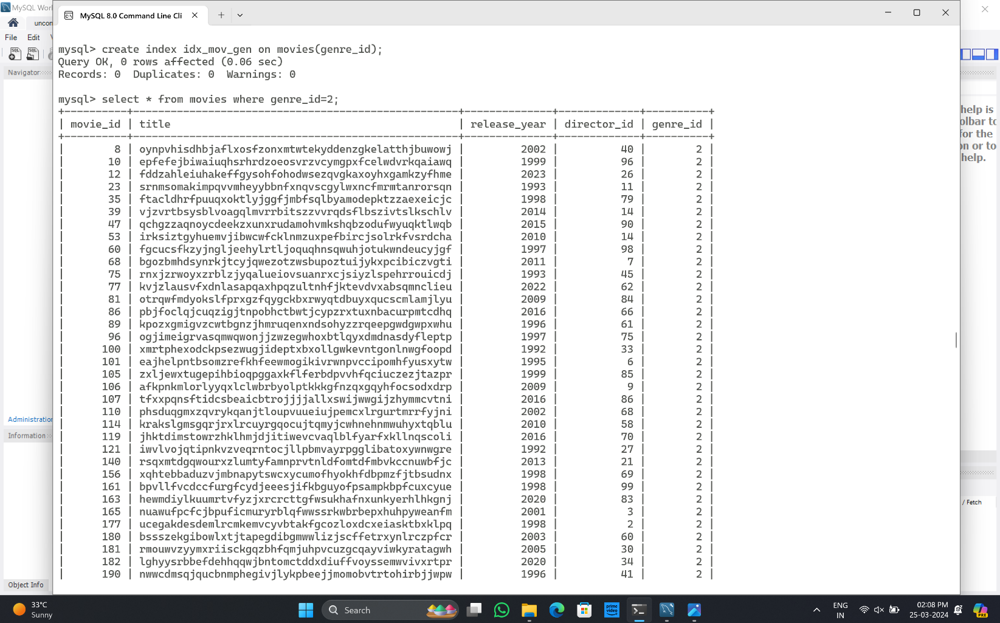 MySQL Work
MySQL 8.0 Command Line Cli
uncon
File Edit V
Navigator
mysql> create index idx_mov_gen on movies(genre_id);
Query OK, 0 rows affected (0.06 sec)
Records: 0 Duplicates: 0 Warnings: 0
mysql> select * from movies where genre_id=2;
| movie_id | title | release_year | director_id | genre_id |
| 8 | oynpvhisdhbjaflxosfzonxmtwtekyddenzgkelatthjbuwowj | 2002 | 40 | 2 |
| 10 | epfefejbiwaiuqhsrhrdzoeosvrzvcymgpxfcelwdvrkqaiawq | 1999 | 96 | 2 |
| 12 | fddzahleiuhakeffgysohfohodwsezqvgkaxoyhxgamkzyfhme | 2023 | 26 | 2 |
| 23 | srnmsomakimpqvvmheyybbnfxnqvscgylwxncfmrmtanrorsqn | 1993 | 11 | 2 |
| 35 | ftacldhrfpuuqxoktlyjggfjmbfsqlbyamodepktzzaexeicjc | 1998 | 79 | 2 |
| 39 | vjzvrtbsysblvoagqlmvrrbitszzvvrqdsflbszivtslkschlv | 2014 | 14 | 2 |
| 47 | qchgzzaqnoycdeekzxunxrudamohvmkshqbzodufwyuqktlwqb | 2015 | 90 | 2 |
| 53 | irksiztgyhuemvjibwcwfcklnmzuxpefbircjsolrkfvsrdcha | 2010 | 14 | 2 |
| 60 | fgcucsfkzyjngljeehylrtljoquqhnsqwuhjotukwndeucyjgf | 1997 | 98 | 2 |
| 68 | bgozbmhdsynrkjtcyjqwezotzwsbupoztuijykxpcibiczvgti | 2011 | 7 | 2 |
| 75 | rnxjzrwoyxzrblzjyqalueiovsuanrxcjsiyzlspehrrouicdj | 1993 | 45 | 2 |
| 77 | kvjzlausvfxdnlasapqaxhpqzultnhfjktevdvxabsqmnclieu | 2022 | 62 | 2 |
| 81 | otrqwfmdyokslfprxgzfqygckbxrwyqtdbuyxqucscmlamjlyu | 2009 | 84 | 2 |
| 86 | pbjfoclqjcuqzigjtnpobhctbwtjcypzrxtuxnbacurpmtcdhq | 2016 | 66 | 2 |
| 89 | kpozxgmigvzcwtbgnzjhmruqenxndsohyzzrqeepgwdgwpxwhu | 1996 | 61 | 2 |
| 96 | ogjimeigrvasqmwqwonjjzwzegwhoxbtlqyxdmdnasdyfleptp | 1997 | 75 | 2 |
| 100 | xmrtphexodckpsezwugjideptxbxollgwkevntgonlnwgfoopd | 1992 | 33 | 2 |
| 101 | eajhelpntbsomzrefkhfeewmogikivrwnpvccipomhfyusxytw | 1995 | 6 | 2 |
| 105 | zxljewxtugepihbioqpggaxkflferbdpvvhfqciuczezjtazpr | 1999 | 85 | 2 |
| 106 | afkpnkmlorlyyqxlclwbrbyolptkkkgfnzqxgqyhfocsodxdrp | 2009 | 9 | 2 |
| 107 | tfxxpqnsftidcsbeaicbtrojjjjallxswijwwgijzhymmcvtni | 2016 | 86 | 2 |
| 110 | phsduqgmxzqvrykqanjtloupvuueiujpemcxlrgurtmrrfyjni | 2002 | 68 | 2 |
| 114 | krakslgmsgqrjrxlrcuyrgqocujtqmyjcwhnehnmwuhyxtqblu | 2010 | 58 | 2 |
| 119 | jhktdimstowrzhklhmjdjitiwevcvaqlblfyarfxkllnqscoli | 2016 | 70 | 2 |
| 121 | iwvlvojqtipnkvzveqrntocjllpbmvayrpgglibatoxywnwgre | 1992 | 27 | 2 |
| 140 | rsqxmtdgqwourxzlumtyfamnprvtnldfomtdfmbvkccnuwbfjc | 2013 | 21 | 2 |
| 156 | xqhtebbaduzvjmbnapytswcxycumofhyokhfdbpmzfjtbsudnx | 1998 | 69 | 2 |
| 161 | bpvllfvcdccfurgfcydjeeesjifkbguyofpsampkbpfcuxcyue | 1998 | 99 | 2 |
| 163 | hewmdiylkuumrtvfyzjxrcrcttgfwsukhafnxunkyerhlhkgnj | 2020 | 83 | 2 |
| 165 | nuawufpcfcjbpuficmuryrblqfwwssrkwbrbepxhuhpyweanfm | 2001 | 3 | 2 |
| 177 | ucegakdesdemlrcmkemvcyvbtakfgcozloxdcxeiasktbxklpq | 1998 | 2 | 2 |
| 180 | bssszekgibowlxtjtapegdibgmwwlizjscffetrxynlrczpfcr | 2003 | 60 | 2 |
| 181 | rmouwvzyymxriisckgqzbhfqmjuhpvcuzgcqayviwkyratagwh | 2005 | 30 | 2 |
| 182 | lghyysrbbefdehhqqwjbntomctddxdiuffvoyssemwvivxrtpr | 2020 | 34 | 2 |
| 190 | nwwcdmsqjqucbnmphegivjlykpbeejjmomobvtrtohirbjjwpw | 1996 | 41 | 2 |
help is
olbar to
for the
on or to
help.
Administration
Information
/ Fetch
Object Info
33°C
Sunny
Search
prime video
ENG
IN
02:08 PM
25-03-2024
PRE